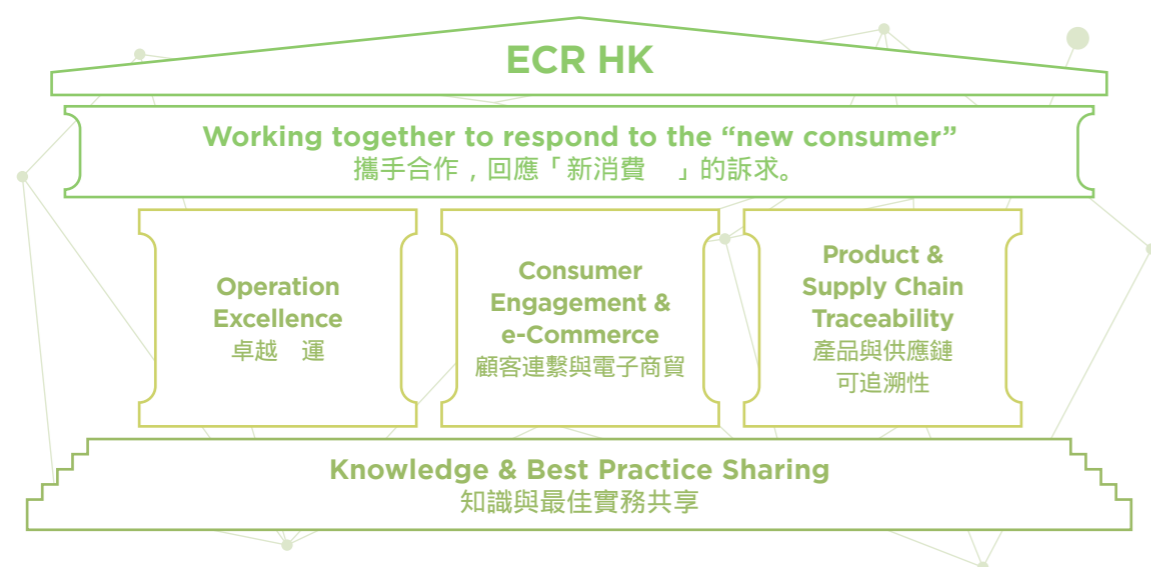 ECR HK
Working together to respond to the “new consumer”
攜手合作，回應「新消費　」的訴求。
Operation
Excellence
卓越　運
Consumer
Engagement &
e-Commerce
顧客連繫與電子商貿
Product &
Supply Chain
Traceability
產品與供應鏈
可追溯性
Knowledge & Best Practice Sharing
知識與最佳實務共享